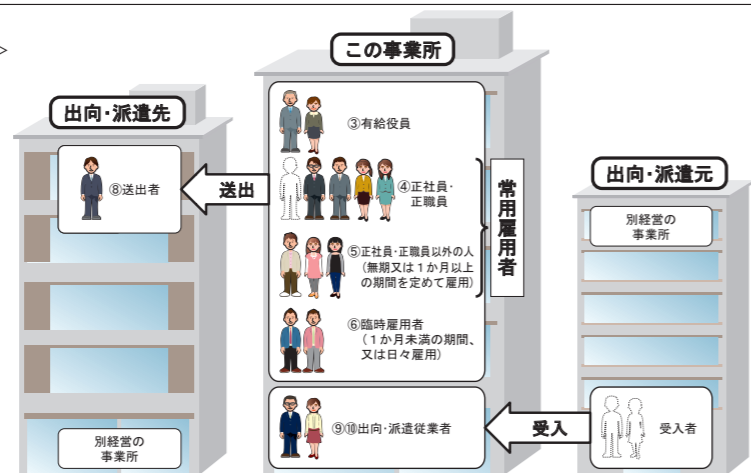 >
この事業所
出向・派遣先
出向・派遣元
③有給役員
⑧送出者
送出
④正社員・
正職員
常用雇用者
別経営の
事業所
⑤正社員・正職員以外の人
(無期又は1か月以上
の期間を定めて雇用)
⑥臨時雇用者
(1か月未満の期間、
又は日々雇用)
別経営の
事業所
⑨⑩出向・派遣従業者
受入
受入者